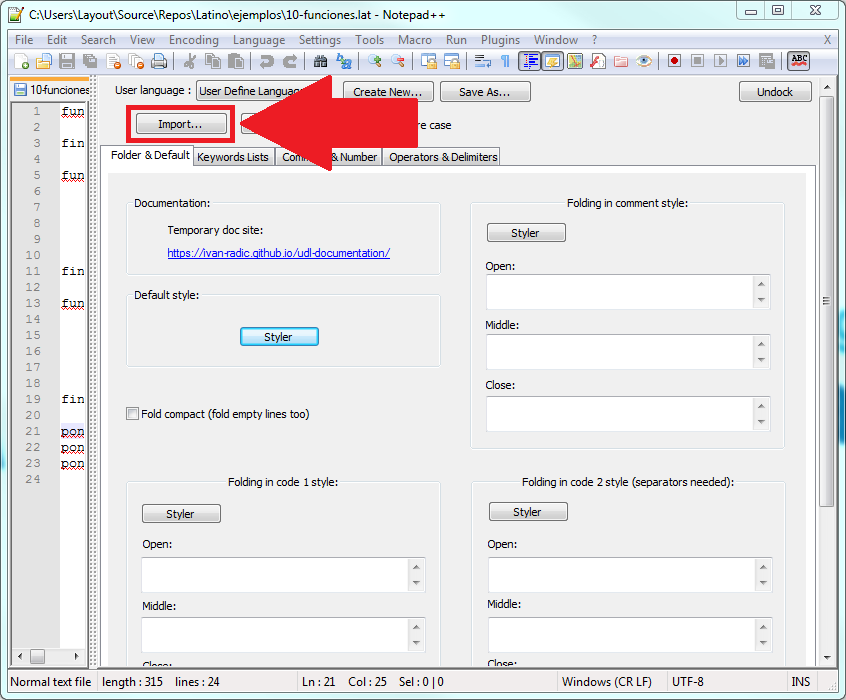 C:\Users\Layout\Source\Repos\Latino\ejemplos\10-funciones.lat - Notepad++
File Edit Search View Encoding Language Settings Tools Macro Run Plugins Window ? X
ABC
10-funciones
User language : User Define Language Create New... Save As... Undock
Import... re case
Folder & Default Keywords Lists Com & Number Operators & Delimiters
1 fun
2
3 fin
4
5 fun
6
7
8
9
10
11 fin
12
13 fun
14
15
16
17
18
19 fin
20
21 pon
22 pon
23 pon
24
Documentation:
Temporary doc site:
https://ivan-radic.github.io/udl-documentation/
Default style:
Styler
Fold compact (fold empty lines too)
Folding in comment style:
Styler
Open:
Middle:
Close:
Folding in code 1 style:
Styler
Open:
Middle:
Close:
Folding in code 2 style (separators needed):
Styler
Open:
Middle:
Close:
Normal text file length : 315 lines : 24 Ln : 21 Col : 25 Sel : 0 | 0 Windows (CR LF) UTF-8 INS